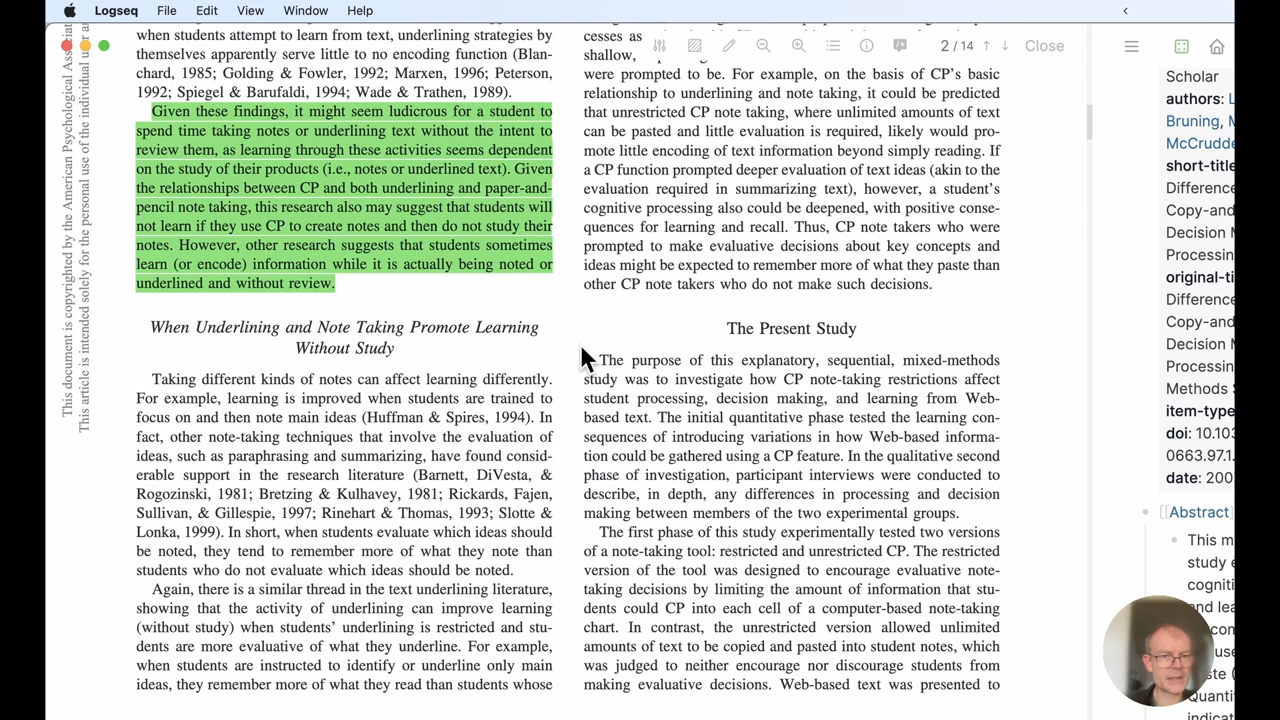 Logseq File Edit View Window Help
2 / 14 Close
This document is copyrighted by the American Psychological
This article is intended solely for the personal use of the individual
when students attempt to learn from text, underlining strategies by
themselves apparently serve little to no encoding function (Blan-
chard, 1985; Golding & Fowler, 1992; Marxen, 1996; Peterson,
1992; Spiegel & Barufaldi, 1994; Wade & Trathen, 1989).
Given these findings, it might seem ludicrous for a student to
spend time taking notes or underlining text without the intent to
review them, as learning through these activities seems dependent
on the study of their products (i.e., notes or underlined text). Given
the relationships between CP and both underlining and paper-and-
pencil note taking, this research also may suggest that students will
not learn if they use CP to create notes and then do not study their
notes. However, other research suggests that students sometimes
learn (or encode) information while it is actually being noted or
underlined and without review.
When Underlining and Note Taking Promote Learning
Without Study
Taking different kinds of notes can affect learning differently.
For example, learning is improved when students are trained to
focus on and then note main ideas (Huffman & Spires, 1994). In
fact, other note-taking techniques that involve the evaluation of
ideas, such as paraphrasing and summarizing, have found consid-
erable support in the research literature (Barnett, DiVesta, &
Rogozinski, 1981; Bretzing & Kulhavey, 1981; Rickards, Fajen,
Sullivan, & Gillespie, 1997; Rinehart & Thomas, 1993; Slotte &
Lonka, 1999). In short, when students evaluate which ideas should
be noted, they tend to remember more of what they note than
students who do not evaluate which ideas should be noted.
Again, there is a similar thread in the text underlining literature,
showing that the activity of underlining can improve learning
(without study) when students' underlining is restricted and stu-
dents are more evaluative of what they underline. For example,
when students are instructed to identify or underline only main
ideas, they remember more of what they read than students whose
cesses as
shallow,
were prompted to be. For example, on the basis of CP's basic
relationship to underlining and note taking, it could be predicted
that unrestricted CP note taking, where unlimited amounts of text
can be pasted and little evaluation is required, likely would pro-
mote little encoding of text information beyond simply reading. If
a CP function prompted deeper evaluation of text ideas (akin to the
evaluation required in summarizing text), however, a student's
cognitive processing also could be deepened, with positive conse-
quences for learning and recall. Thus, CP note takers who were
prompted to make evaluative decisions about key concepts and
ideas might be expected to remember more of what they paste than
other CP note takers who do not make such decisions.
The Present Study
The purpose of this explanatory, sequential, mixed-methods
study was to investigate how CP note-taking restrictions affect
student processing, decision making, and learning from Web-
based text. The initial quantitative phase tested the learning con-
sequences of introducing variations in how Web-based informa-
tion could be gathered using a CP feature. In the qualitative second
phase of investigation, participant interviews were conducted to
describe, in depth, any differences in processing and decision
making between members of the two experimental groups.
The first phase of this study experimentally tested two versions
of a note-taking tool: restricted and unrestricted CP. The restricted
version of the tool was designed to encourage evaluative note-
taking decisions by limiting the amount of information that stu-
dents could CP into each cell of a computer-based note-taking
chart. In contrast, the unrestricted version allowed unlimited
amounts of text to be copied and pasted into student notes, which
was judged to neither encourage nor discourage students from
making evaluative decisions. Web-based text was presented to
Scholar
authors:
Bruning,
McCrudde
short-title
Difference
Copy-and
Decision
Processin
original-ti
Difference
Copy-and
Decision
Processin
Methods
item-type
doi: 10.103
0663.97.1.
date: 200
[[Abstract]
This m
study
cogniti
and lea
Quanti
indicat